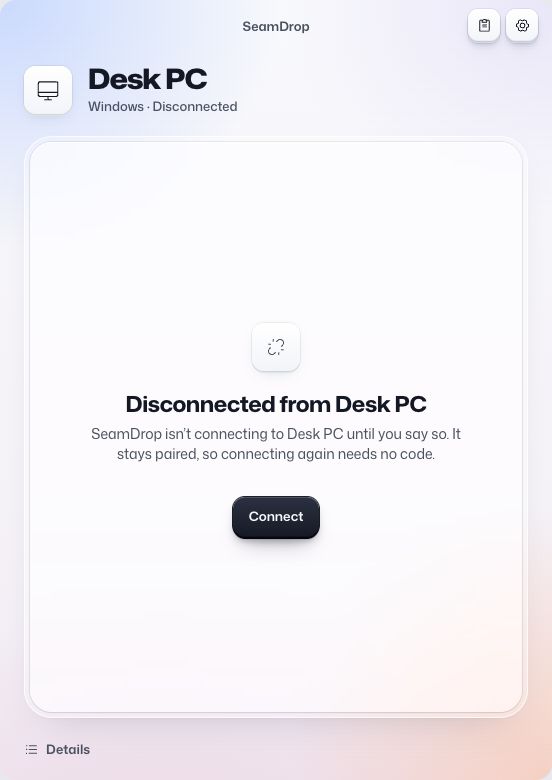 SeamDrop
Desk PC
Windows · Disconnected
Disconnected from Desk PC
SeamDrop isn’t connecting to Desk PC until you say so. It
stays paired, so connecting again needs no code.
Connect
Details